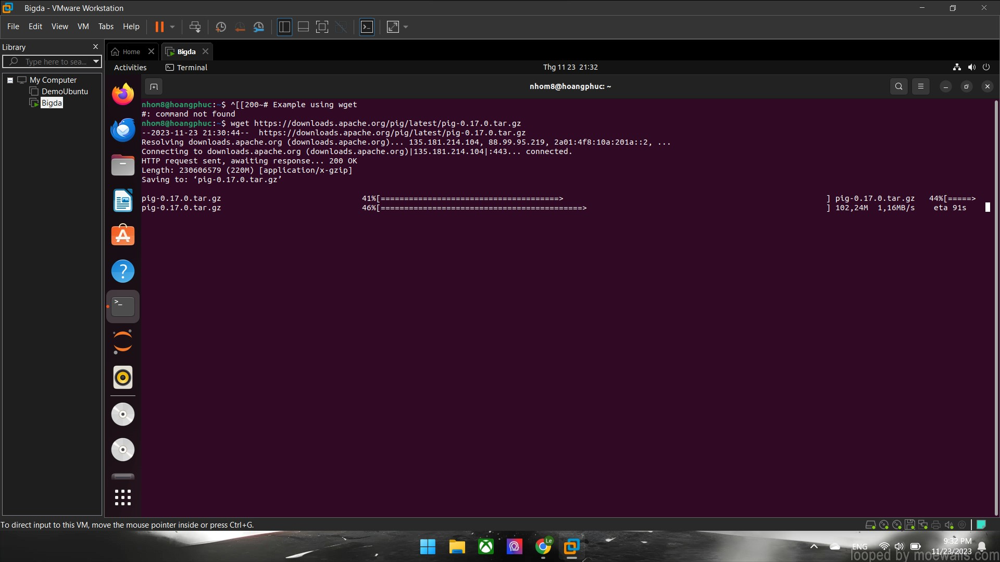 Bigda - VMware Workstation
File Edit View VM Tabs Help
Library
Home
Bigda
Type here to sea...
Activities
Terminal
Thg 11 23 21:32
My Computer
DemoUbuntu
Bigda
nhom8@hoangphuc: ~
nhom8@hoangphuc:~$ ^[[200~# Example using wget
#: command not found
nhom8@hoangphuc:~$ wget https://downloads.apache.org/pig/latest/pig-0.17.0.tar.gz
--2023-11-23 21:30:44-- https://downloads.apache.org/pig/latest/pig-0.17.0.tar.gz
Resolving downloads.apache.org (downloads.apache.org)... 135.181.214.104, 88.99.95.219, 2a01:4f8:10a:201a::2, ...
Connecting to downloads.apache.org (downloads.apache.org)|135.181.214.104|:443... connected.
HTTP request sent, awaiting response... 200 OK
Length: 230606579 (220M) [application/x-gzip]
Saving to: ‘pig-0.17.0.tar.gz’
pig-0.17.0.tar.gz 41%[======================================> ] pig-0.17.0.tar.gz 44%[=====>
pig-0.17.0.tar.gz 46%[===========================================> ] 102,24M 1,16MB/s eta 91s
To direct input to this VM, move the mouse pointer inside or press Ctrl+G.
Le
ENG
9:32 PM
11/23/2023
looped by moewalls.com